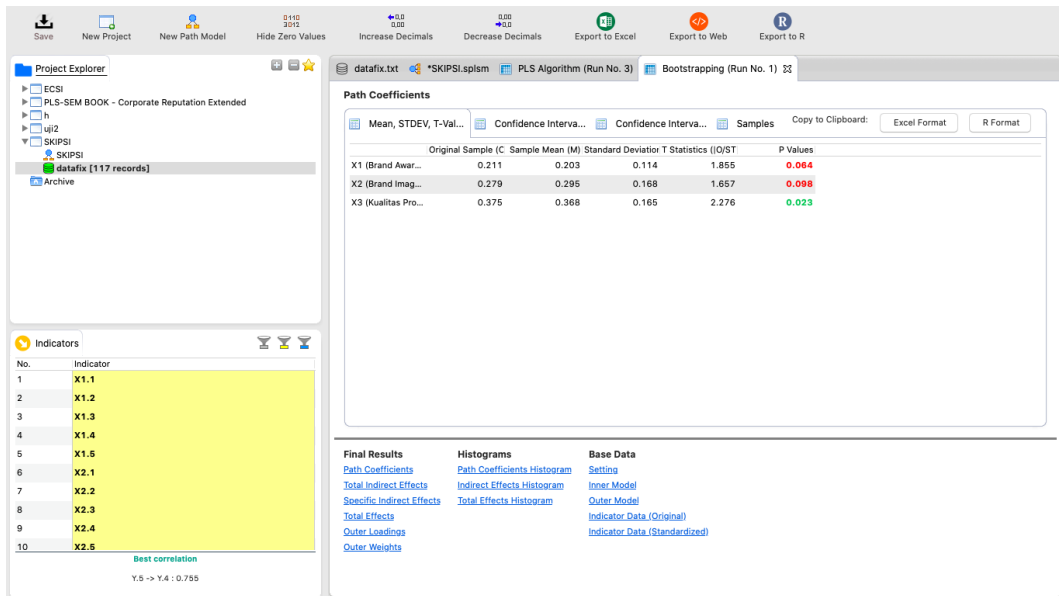 0110 0,0 0,00
3012 0,00 0,0
Save New Project New Path Model Hide Zero Values Increase Decimals Decrease Decimals Export to Excel Export to Web Export to R
R
Project Explorer
ECSI
PLS-SEM BOOK - Corporate Reputation Extended
h
uji2
SKIPSI
SKIPSI
datafix [117 records]
Archive
datafix.txt *SKIPSI.splsm PLS Algorithm (Run No. 3) Bootstrapping (Run No. 1)
Path Coefficients
Mean, STDEV, T-Val... Confidence Interva... Confidence Interva... Samples Copy to Clipboard: Excel Format R Format
Original Sample (C Sample Mean (M) Standard Deviatior T Statistics (|O/ST P Values
X1 (Brand Awar... 0.211 0.203 0.114 1.855 0.064
X2 (Brand Imag... 0.279 0.295 0.168 1.657 0.098
X3 (Kualitas Pro... 0.375 0.368 0.165 2.276 0.023
Indicators
No. Indicator
1 X1.1
2 X1.2
3 X1.3
4 X1.4
5 X1.5
6 X2.1
7 X2.2
8 X2.3
9 X2.4
10 X2.5
Best correlation
Y.5 -> Y.4 : 0.755
Final Results Histograms Base Data
Path Coefficients Path Coefficients Histogram Setting
Total Indirect Effects Indirect Effects Histogram Inner Model
Specific Indirect Effects Total Effects Histogram Outer Model
Total Effects Indicator Data (Original)
Outer Loadings Indicator Data (Standardized)
Outer Weights